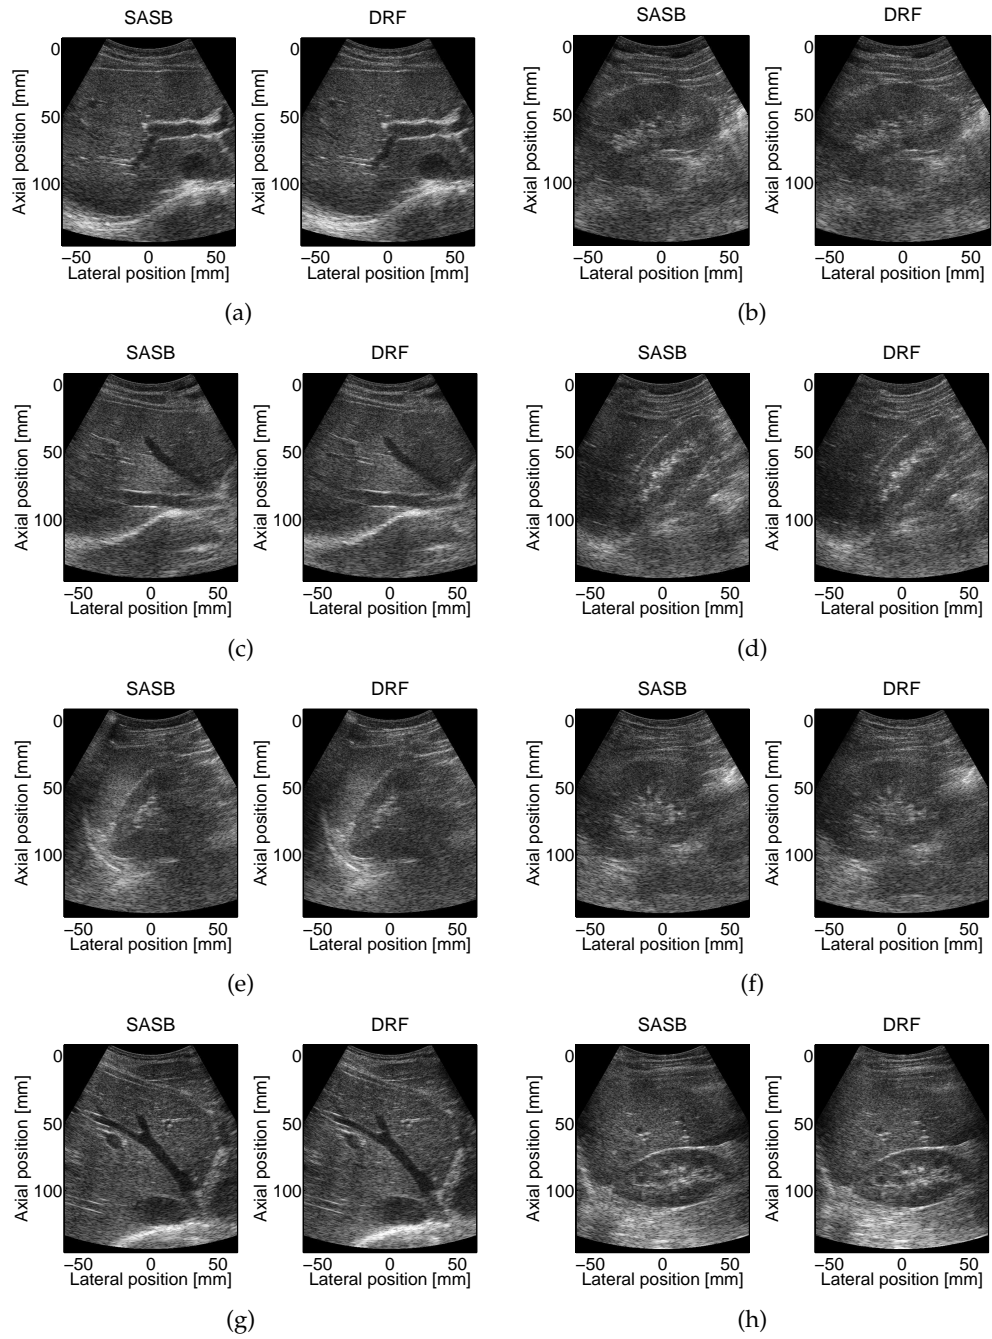 SASB
DRF
SASB
DRF
0
50
100
Axial position [mm]
−50 0 50
Lateral position [mm]
0
50
100
Axial position [mm]
−50 0 50
Lateral position [mm]
0
50
100
Axial position [mm]
−50 0 50
Lateral position [mm]
0
50
100
Axial position [mm]
−50 0 50
Lateral position [mm]
(a)
(b)
SASB
DRF
SASB
DRF
0
50
100
Axial position [mm]
−50 0 50
Lateral position [mm]
0
50
100
Axial position [mm]
−50 0 50
Lateral position [mm]
0
50
100
Axial position [mm]
−50 0 50
Lateral position [mm]
0
50
100
Axial position [mm]
−50 0 50
Lateral position [mm]
(c)
(d)
SASB
DRF
SASB
DRF
0
50
100
Axial position [mm]
−50 0 50
Lateral position [mm]
0
50
100
Axial position [mm]
−50 0 50
Lateral position [mm]
0
50
100
Axial position [mm]
−50 0 50
Lateral position [mm]
0
50
100
Axial position [mm]
−50 0 50
Lateral position [mm]
(e)
(f)
SASB
DRF
SASB
DRF
0
50
100
Axial position [mm]
−50 0 50
Lateral position [mm]
0
50
100
Axial position [mm]
−50 0 50
Lateral position [mm]
0
50
100
Axial position [mm]
−50 0 50
Lateral position [mm]
0
50
100
Axial position [mm]
−50 0 50
Lateral position [mm]
(g)
(h)